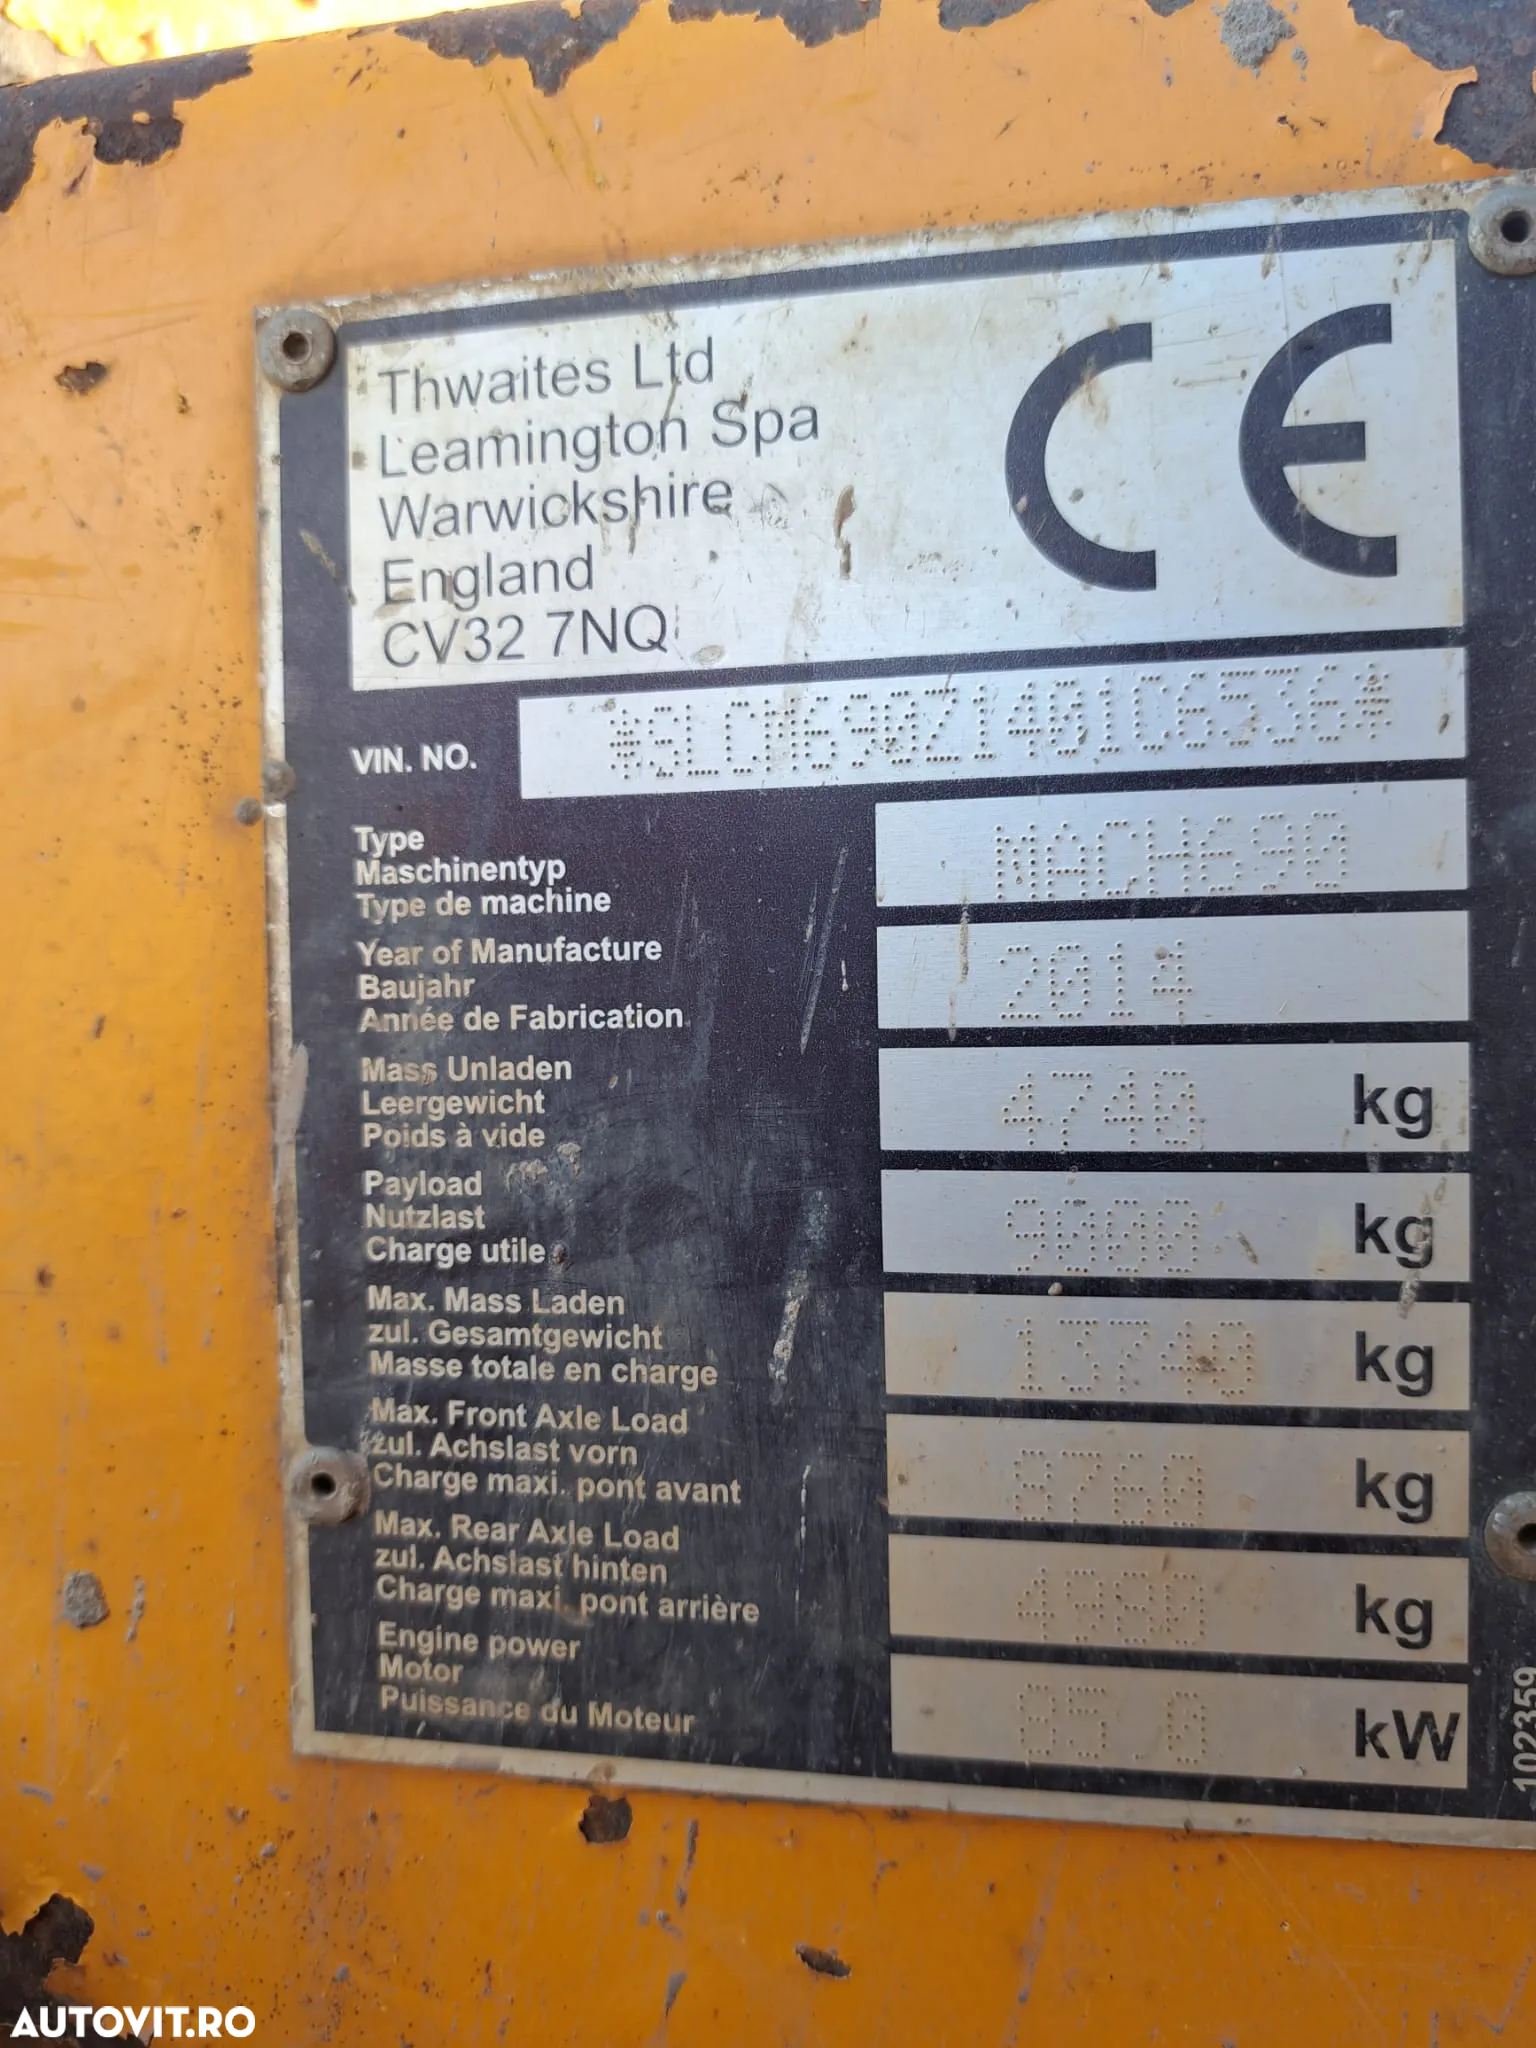 Thwaites Ltd
Leamington Spa
Warwickshire
England
CV32 7NQ
CE
VIN. NO. *SLCM690Z1401C6536*
Type
Maschinentyp
Type de machine
MACH690
Year of Manufacture
Baujahr
Année de Fabrication
2014
Mass Unladen
Leergewicht
Poids à vide
4740 kg
Payload
Nutzlast
Charge utile
9000 kg
Max. Mass Laden
zul. Gesamtgewicht
Masse totale en charge
13740 kg
Max. Front Axle Load
zul. Achslast vorn
Charge maxi. pont avant
8760 kg
Max. Rear Axle Load
zul. Achslast hinten
Charge maxi. pont arrière
4980 kg
Engine power
Motor
Puissance du Moteur
85.0 kW
102359
AUTOVIT.RO